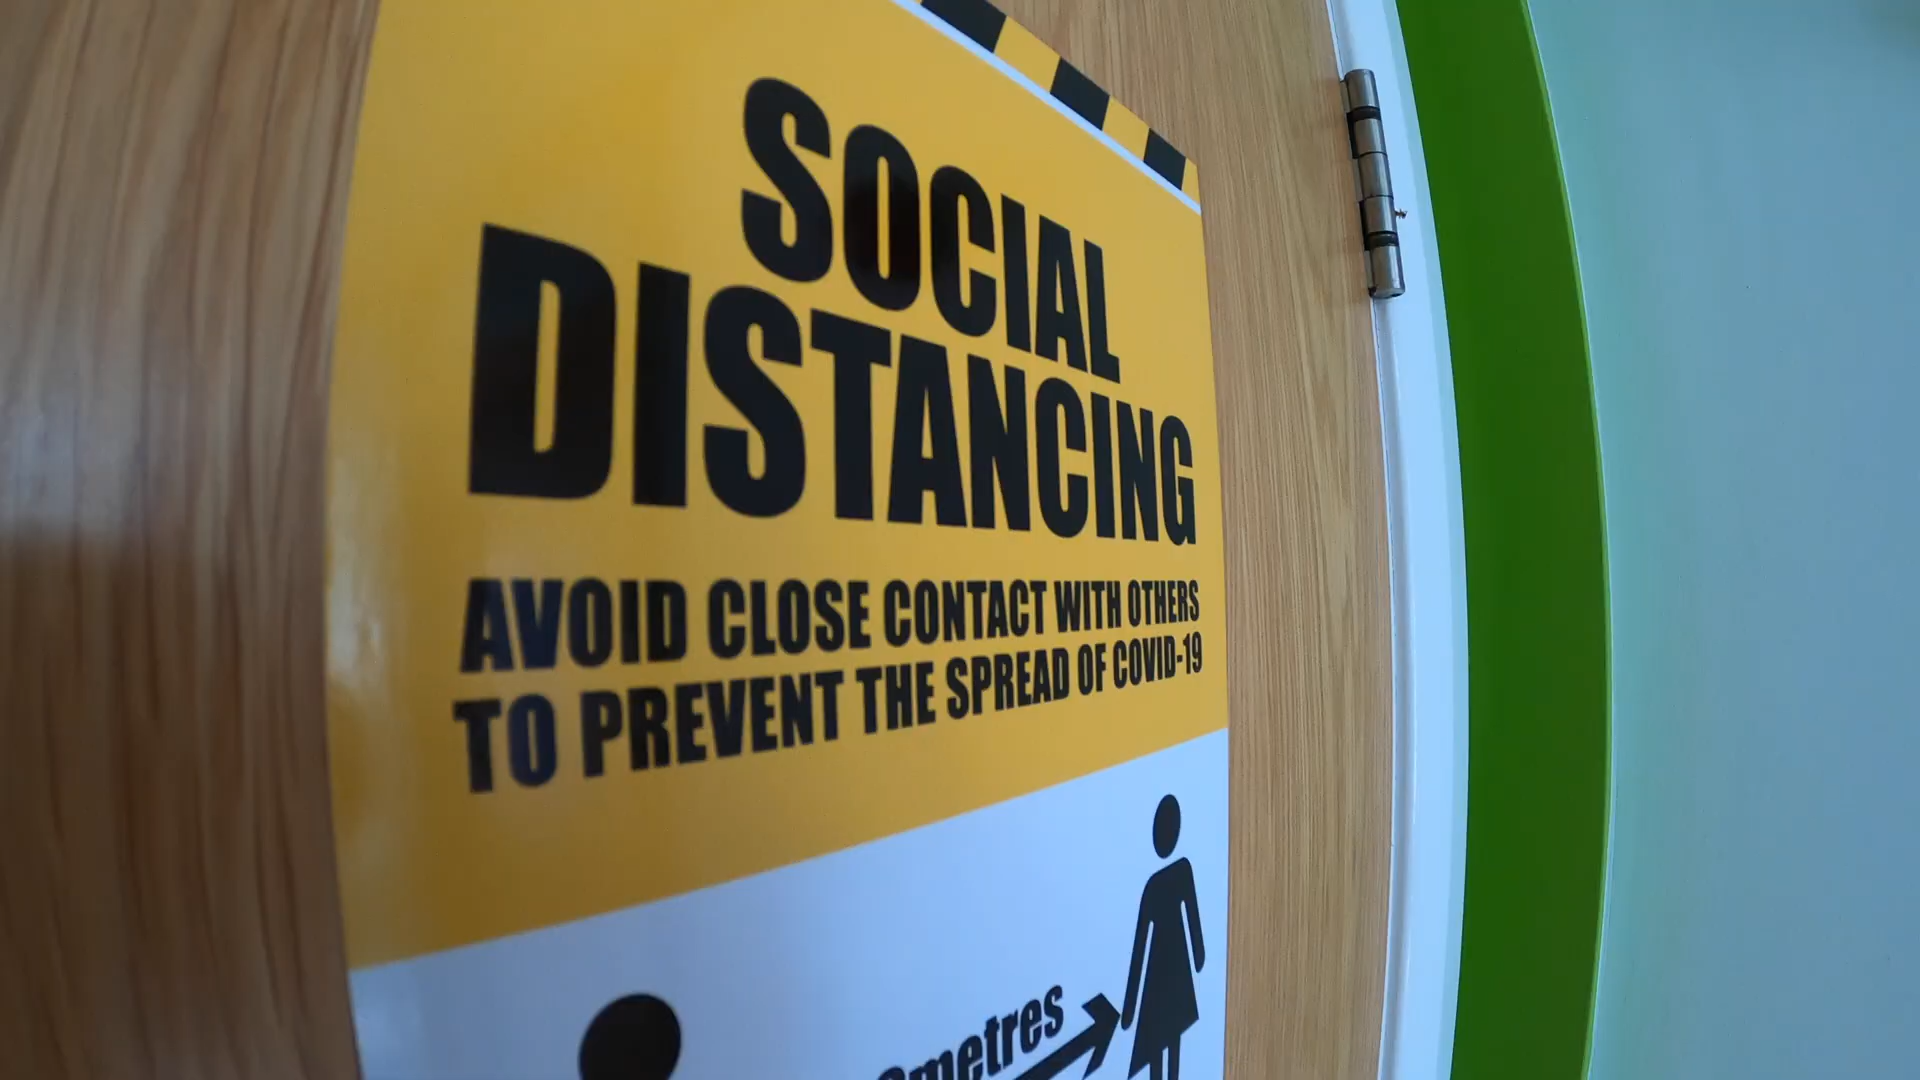 SOCIAL
DISTANCING
AVOID CLOSE CONTACT WITH OTHERS
TO PREVENT THE SPREAD OF COVID-19
metres